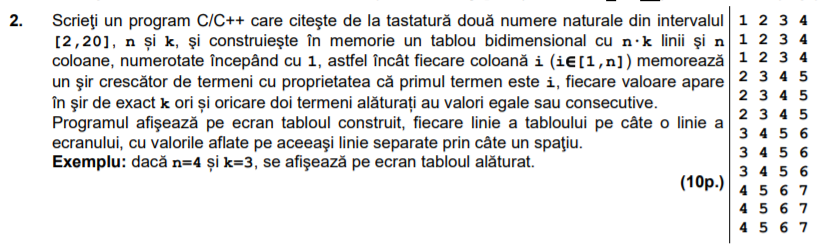 2. Scrieţi un program C/C++ care citeşte de la tastatură două numere naturale din intervalul
[2,20], n și k, şi construieşte în memorie un tablou bidimensional cu n·k linii şi n
coloane, numerotate începând cu 1, astfel încât fiecare coloană i (i∈[1,n]) memorează
un şir crescător de termeni cu proprietatea că primul termen este i, fiecare valoare apare
în şir de exact k ori și oricare doi termeni alăturați au valori egale sau consecutive.
Programul afişează pe ecran tabloul construit, fiecare linie a tabloului pe câte o linie a
ecranului, cu valorile aflate pe aceeaşi linie separate prin câte un spaţiu.
Exemplu: dacă n=4 și k=3, se afişează pe ecran tabloul alăturat.
(10p.)
1 2 3 4
1 2 3 4
1 2 3 4
2 3 4 5
2 3 4 5
2 3 4 5
3 4 5 6
3 4 5 6
3 4 5 6
4 5 6 7
4 5 6 7
4 5 6 7